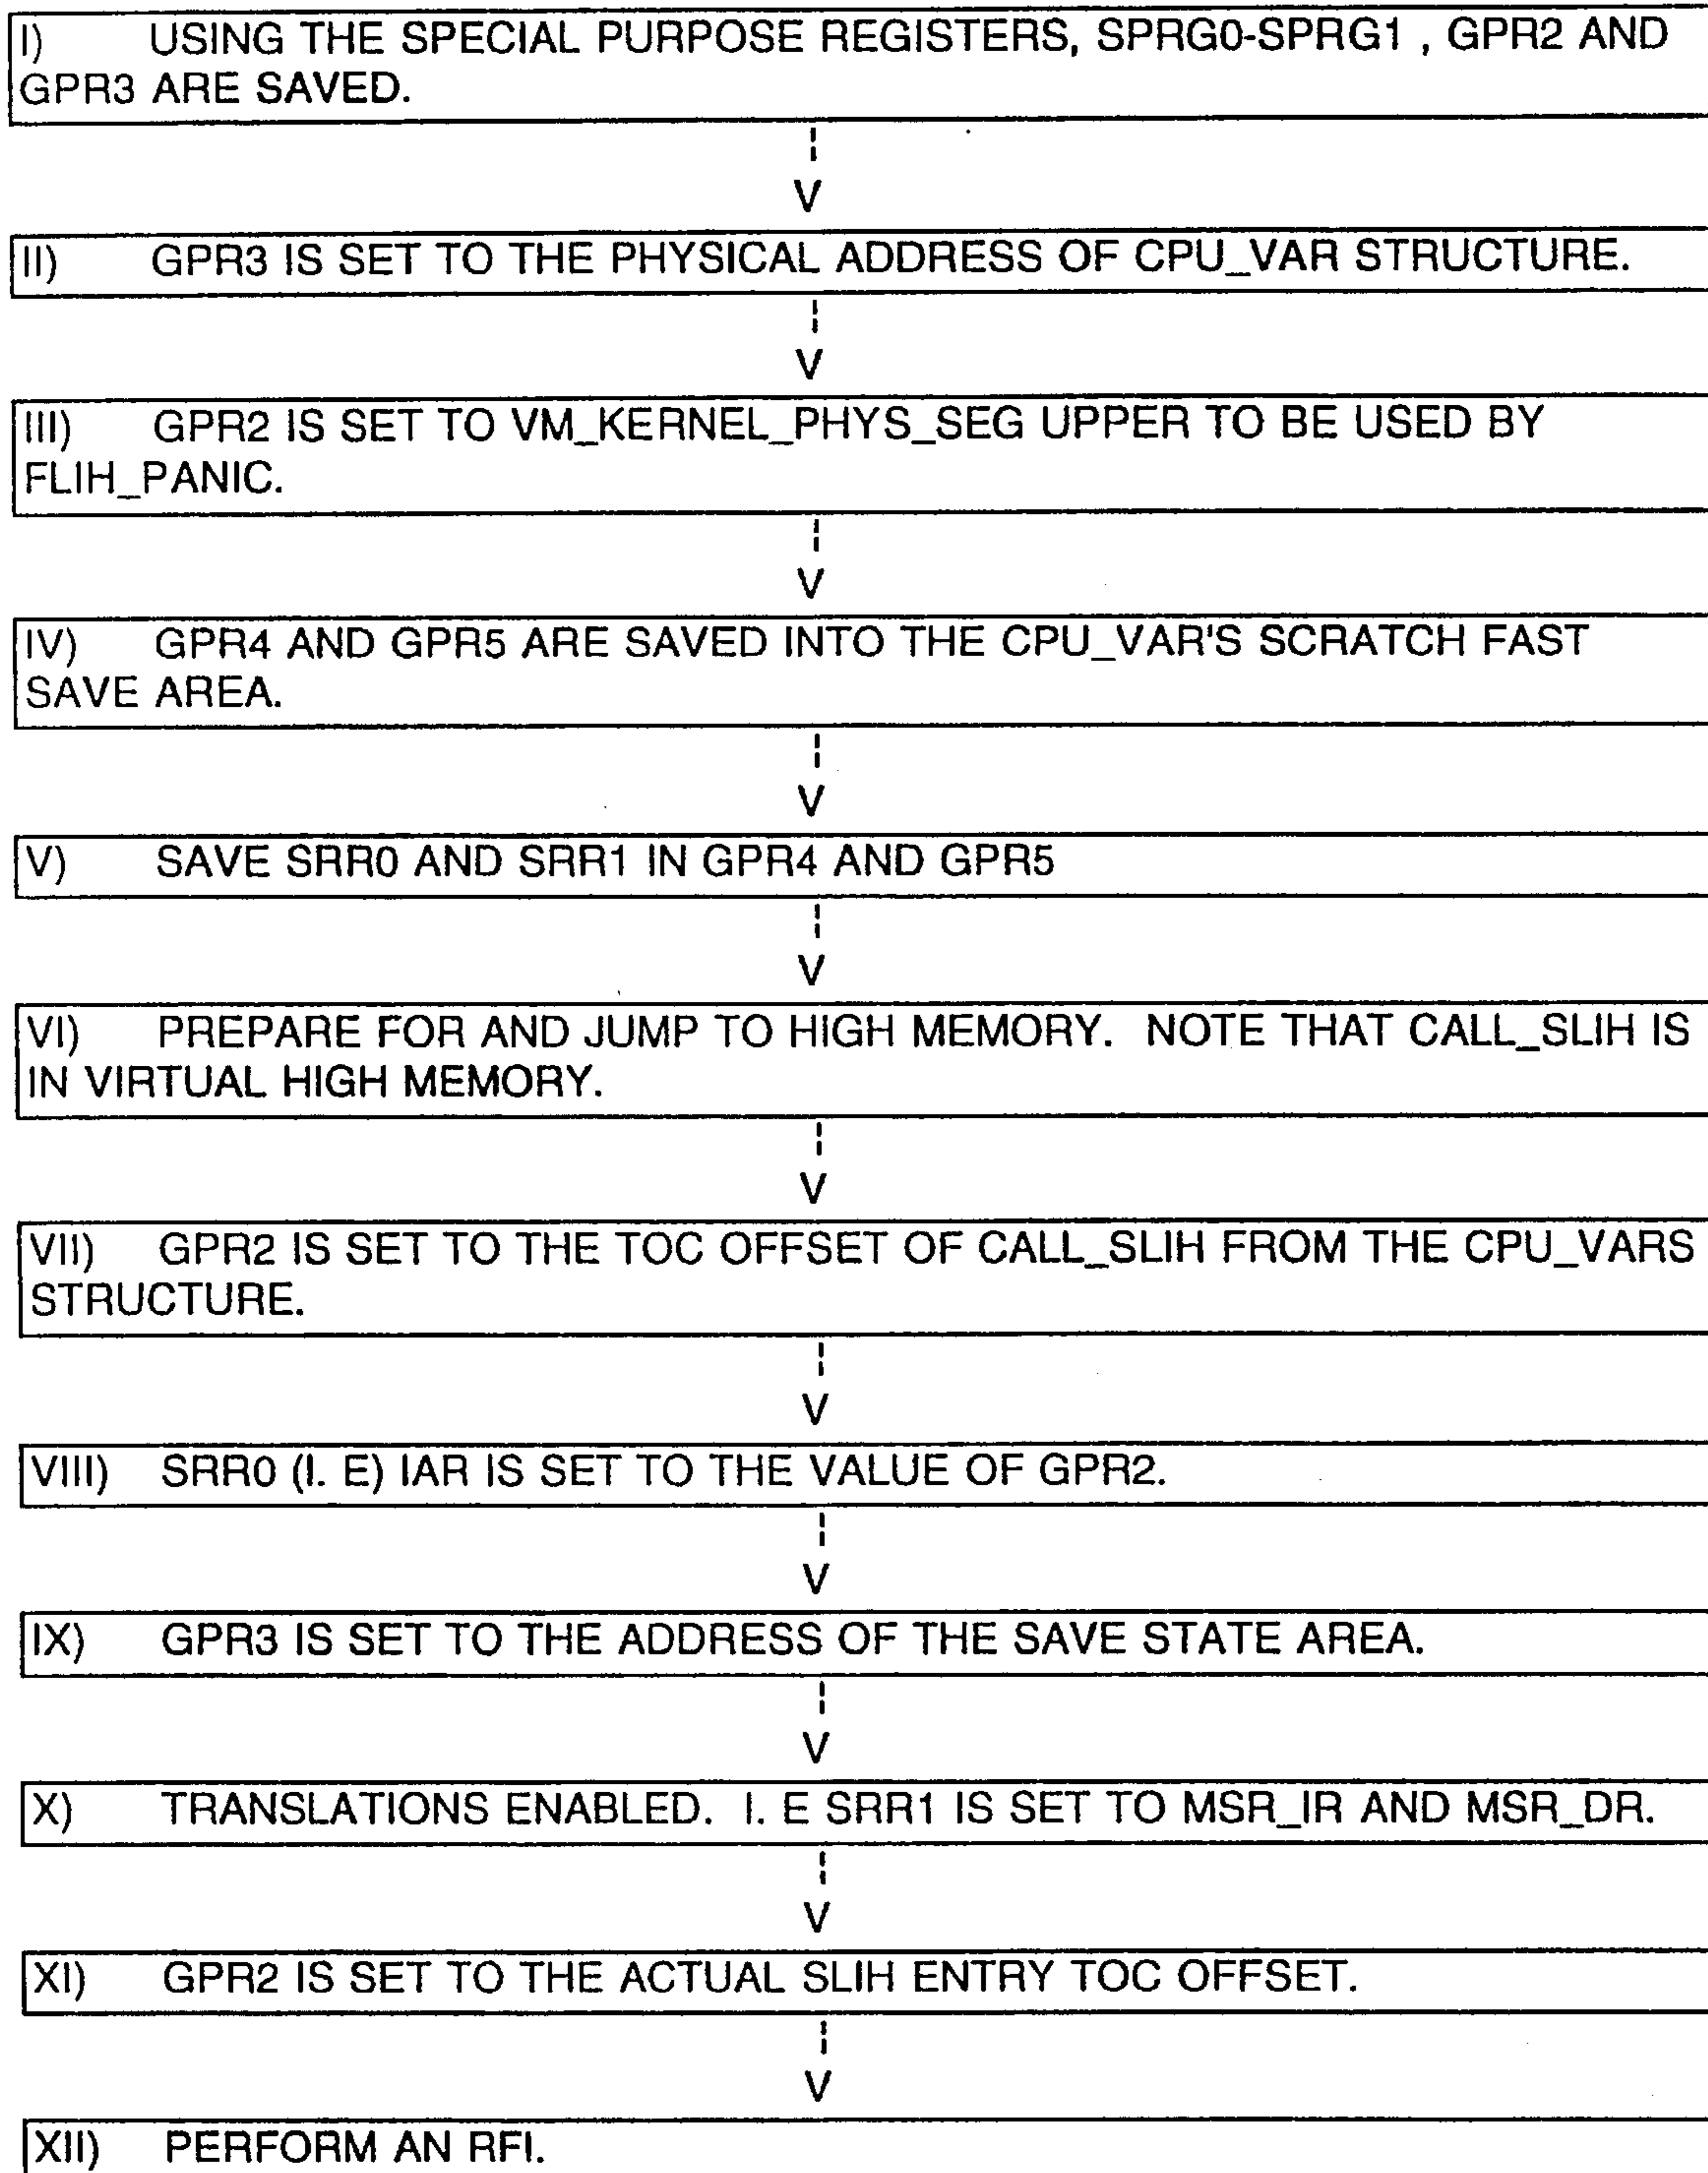 I) USING THE SPECIAL PURPOSE REGISTERS, SPRG0-SPRG1 , GPR2 AND
GPR3 ARE SAVED.
V
II) GPR3 IS SET TO THE PHYSICAL ADDRESS OF CPU_VAR STRUCTURE.
V
III) GPR2 IS SET TO VM_KERNEL_PHYS_SEG UPPER TO BE USED BY
FLIH_PANIC.
V
IV) GPR4 AND GPR5 ARE SAVED INTO THE CPU_VAR'S SCRATCH FAST
SAVE AREA.
V
V) SAVE SRR0 AND SRR1 IN GPR4 AND GPR5
V
VI) PREPARE FOR AND JUMP TO HIGH MEMORY. NOTE THAT CALL_SLIH IS
IN VIRTUAL HIGH MEMORY.
V
VII) GPR2 IS SET TO THE TOC OFFSET OF CALL_SLIH FROM THE CPU_VARS
STRUCTURE.
V
VIII) SRR0 (I. E) IAR IS SET TO THE VALUE OF GPR2.
V
IX) GPR3 IS SET TO THE ADDRESS OF THE SAVE STATE AREA.
V
X) TRANSLATIONS ENABLED. I. E SRR1 IS SET TO MSR_IR AND MSR_DR.
V
XI) GPR2 IS SET TO THE ACTUAL SLIH ENTRY TOC OFFSET.
V
XII) PERFORM AN RFI.